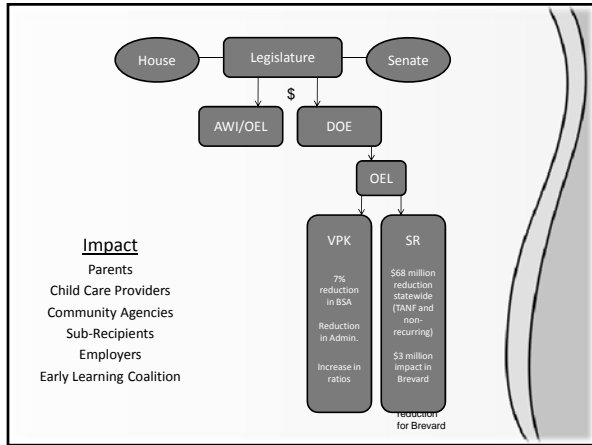 House
Legislature
Senate
$
AWI/OEL
DOE
OEL
Impact
Parents
Child Care Providers
Community Agencies
Sub-Recipients
Employers
Early Learning Coalition
VPK
7%
reduction
in BSA
Reduction
in Admin.
Increase in
ratios
SR
$68 million
reduction
statewide
(TANF and
non-
recurring)
$3 million
impact in
Brevard
reduction
for Brevard